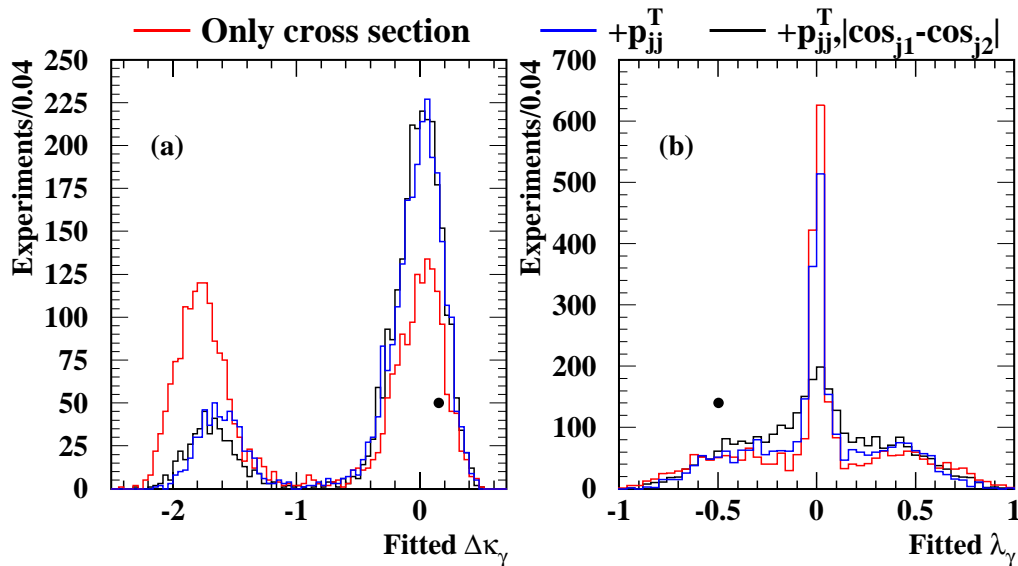 Only cross section +p_jj^T +p_jj^T,|cos_j1-cos_j2|
Experiments/0.04
250
225
200
175
150
125
100
75
50
25
0
(a)
-2 -1 0
Fitted Δκ_γ
Experiments/0.04
700
600
500
400
300
200
100
0
(b)
-1 -0.5 0 0.5 1
Fitted λ_γ